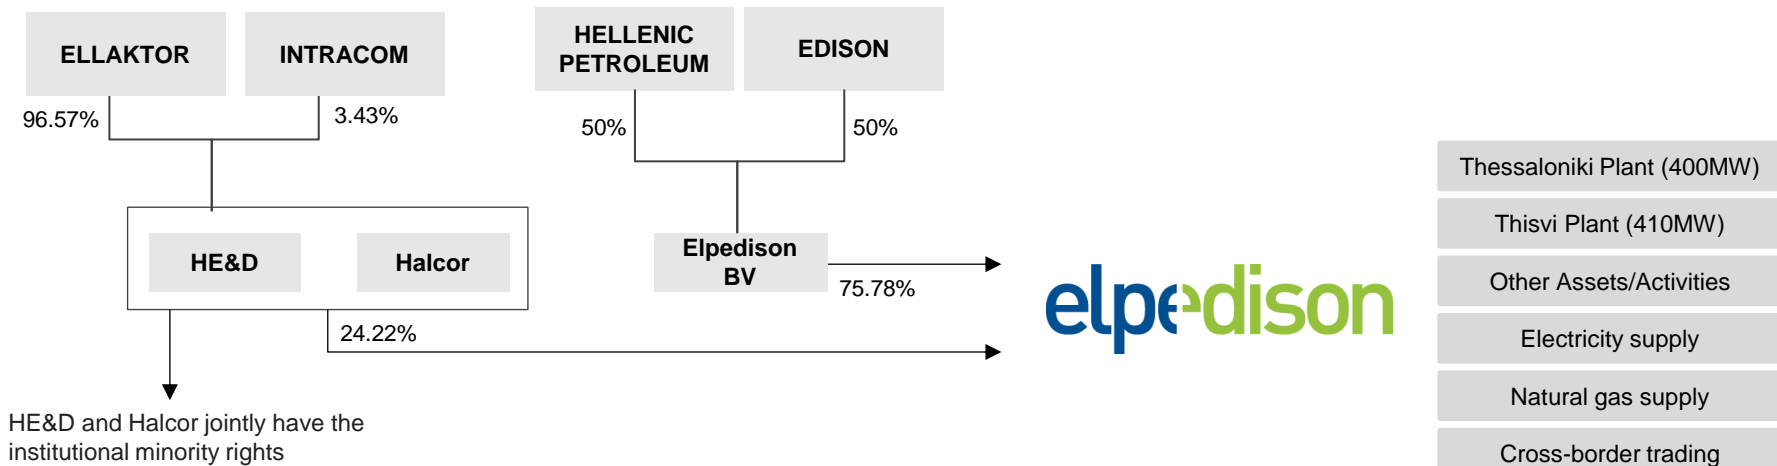 ELLAKTOR
INTRACOM
HELLENIC
PETROLEUM
EDISON
96.57%
3.43%
50%
50%
HE&D
Halcor
Elpedison
BV
75.78%
24.22%
HE&D and Halcor jointly have the
institutional minority rights
elpedison
Thessaloniki Plant (400MW)
Thisvi Plant (410MW)
Other Assets/Activities
Electricity supply
Natural gas supply
Cross-border trading